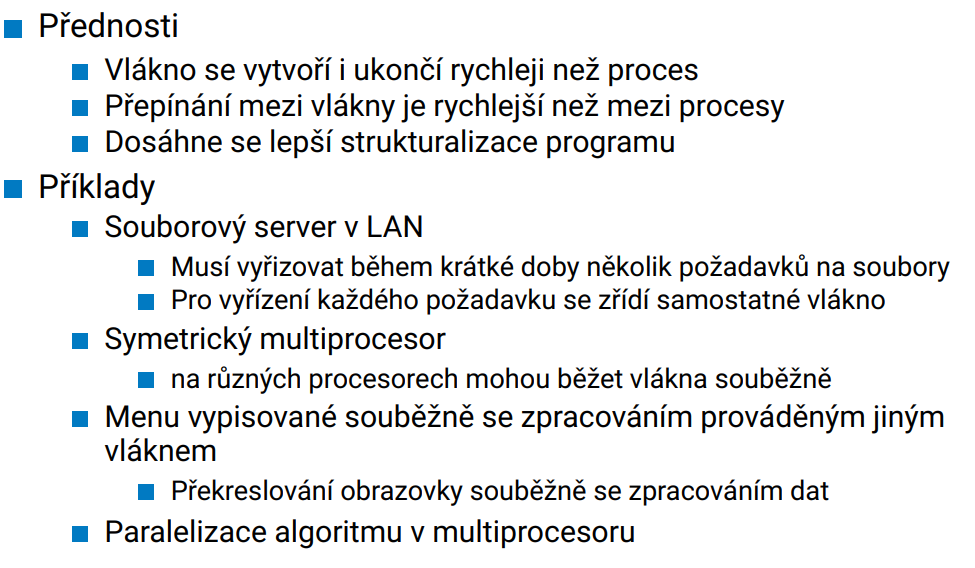 Přednosti
Vlákno se vytvoří i ukončí rychleji než proces
Přepínání mezi vlákny je rychlejší než mezi procesy
Dosáhne se lepší strukturalizace programu
Příklady
Souborový server v LAN
Musí vyřizovat během krátké doby několik požadavků na soubory
Pro vyřízení každého požadavku se zřídí samostatné vlákno
Symetrický multiprocesor
na různých procesorech mohou běžet vlákna souběžně
Menu vypisované souběžně se zpracováním prováděným jiným
vláknem
Překreslování obrazovky souběžně se zpracováním dat
Paralelizace algoritmu v multiprocesoru